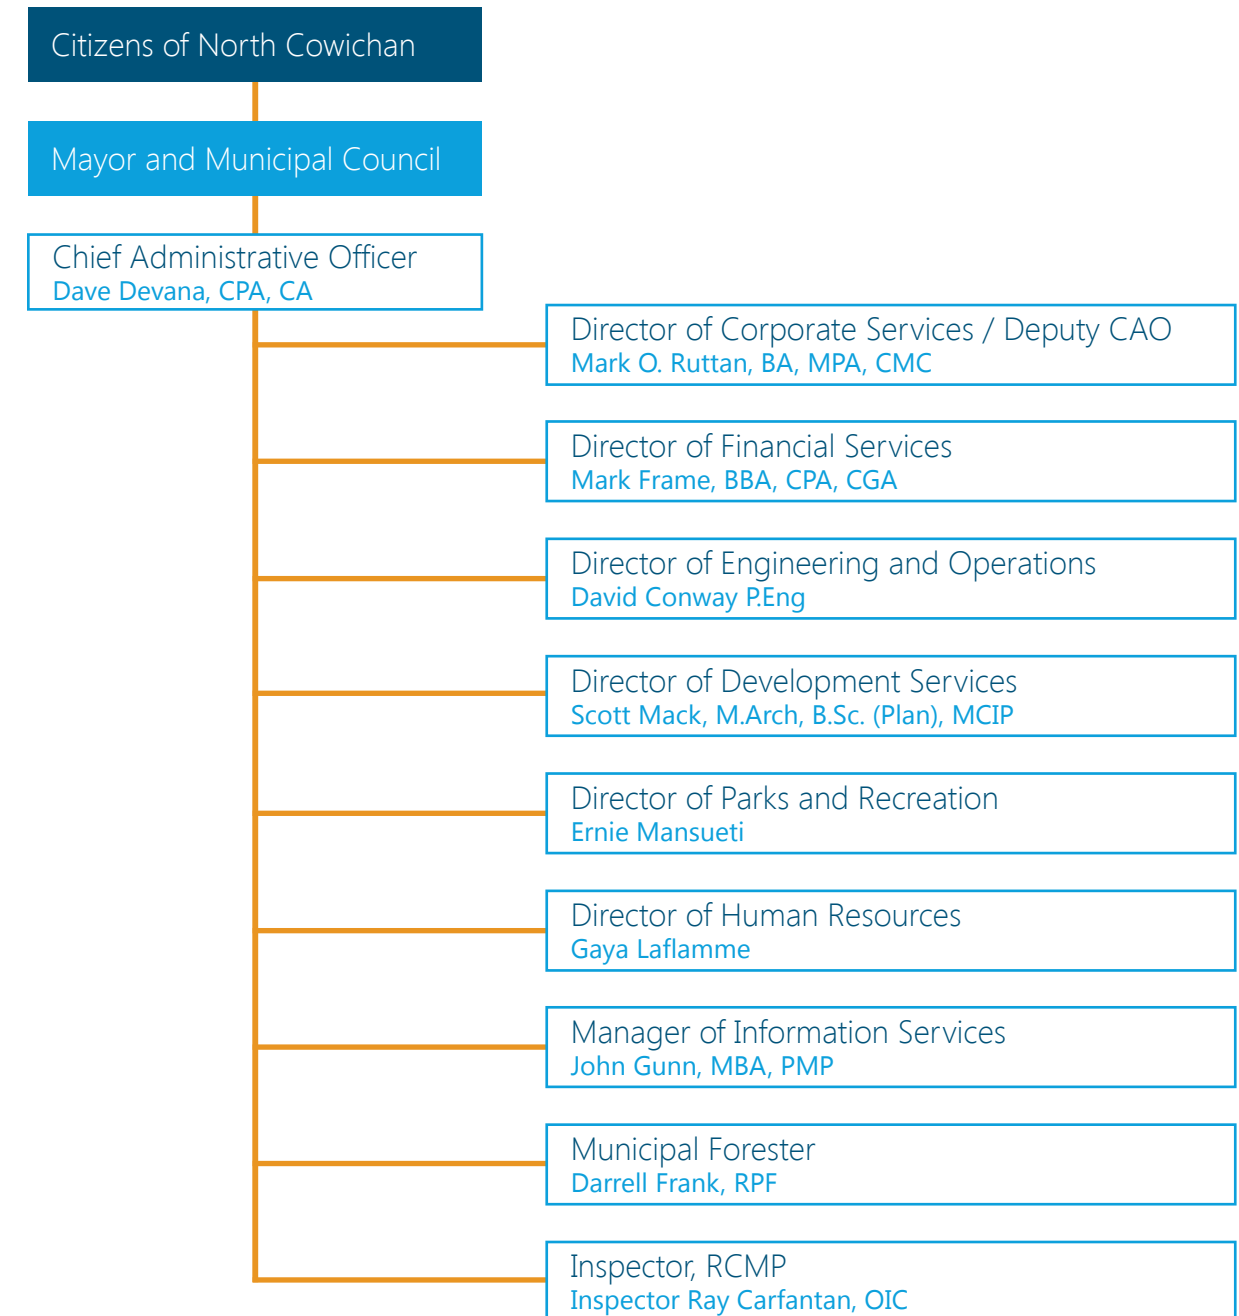 Citizens of North Cowichan
Mayor and Municipal Council
Chief Administrative Officer
Dave Devana, CPA, CA
Director of Corporate Services / Deputy CAO
Mark O. Ruttan, BA, MPA, CMC
Director of Financial Services
Mark Frame, BBA, CPA, CGA
Director of Engineering and Operations
David Conway P.Eng
Director of Development Services
Scott Mack, M.Arch, B.Sc. (Plan), MCIP
Director of Parks and Recreation
Ernie Mansueti
Director of Human Resources
Gaya Laflamme
Manager of Information Services
John Gunn, MBA, PMP
Municipal Forester
Darrell Frank, RPF
Inspector, RCMP
Inspector Ray Carfantan, OIC